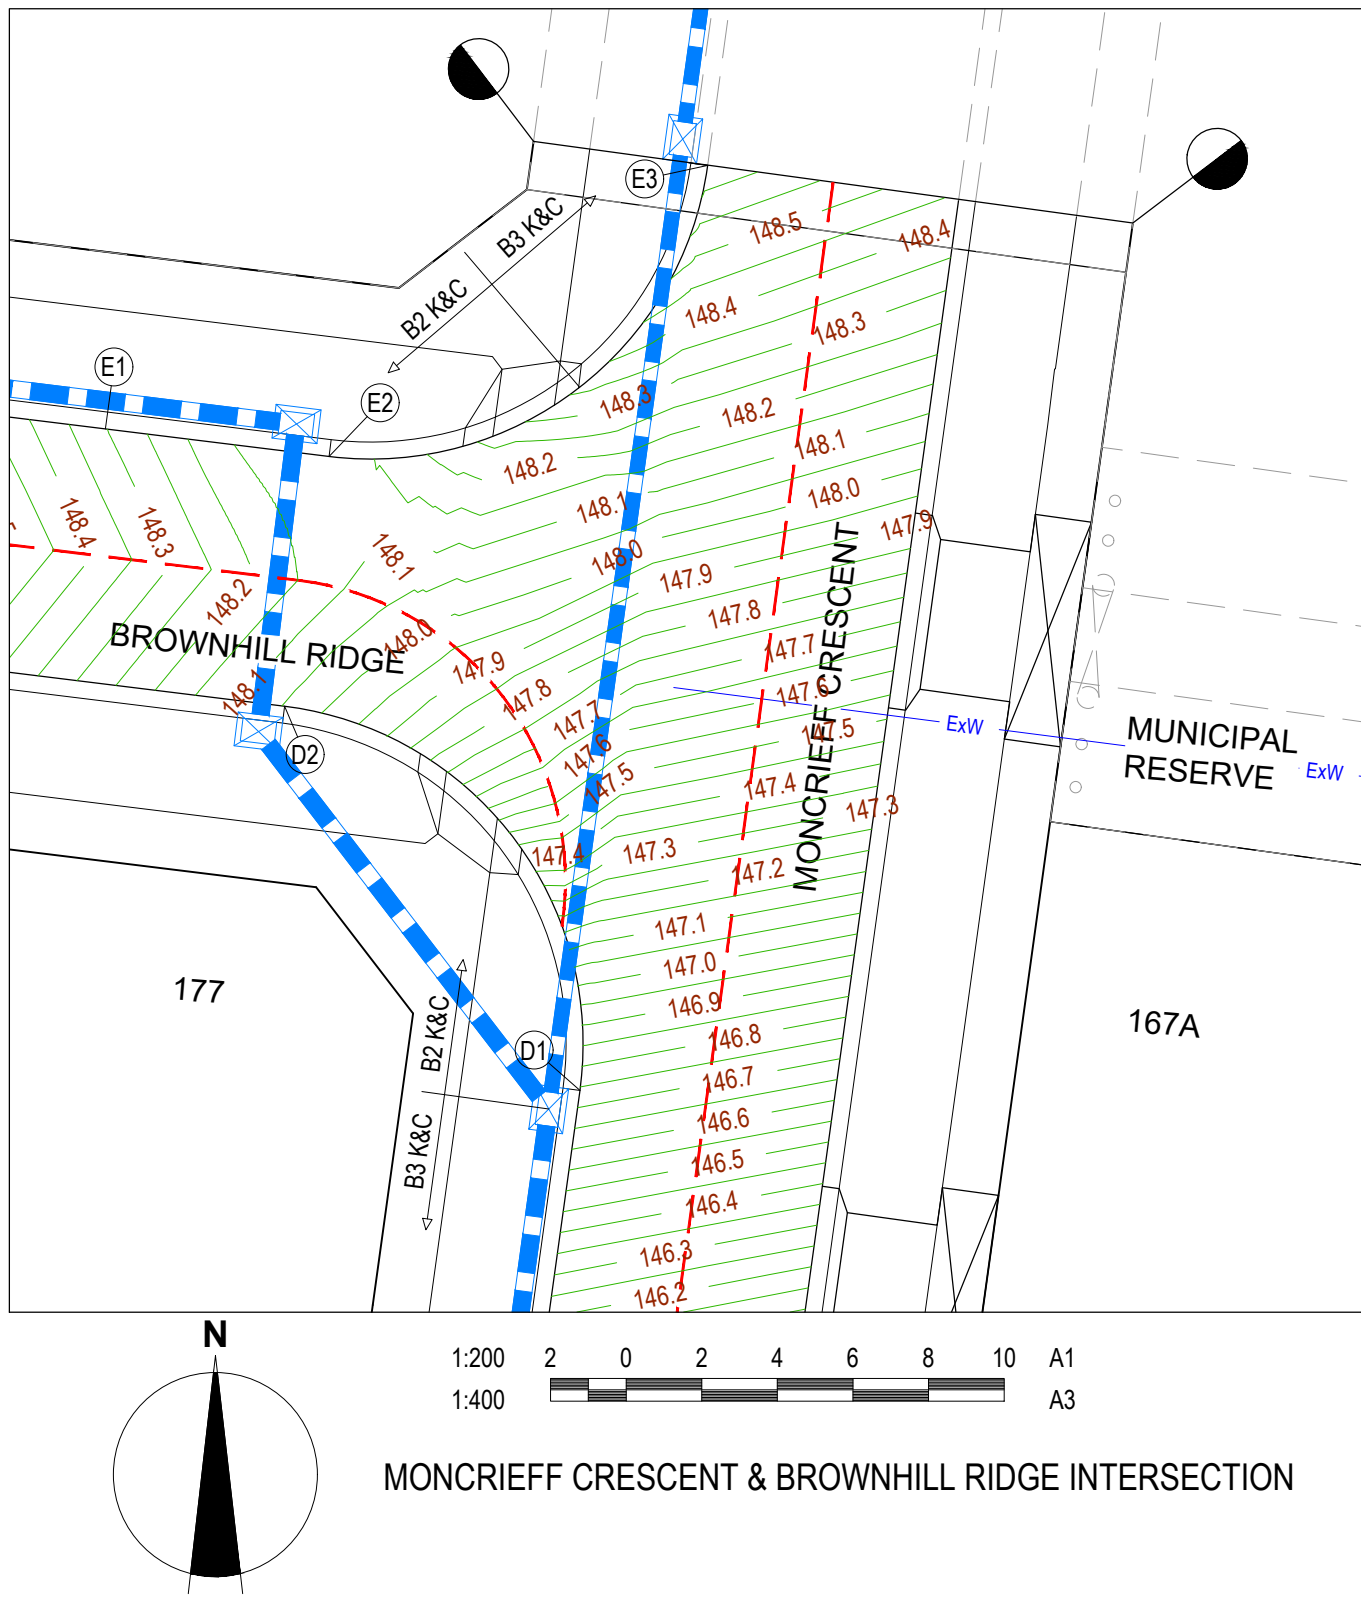 E3
B3 K&C
B2 K&C
E1
E2
148.5
148.4
148.4
148.3
148.3
148.2
148.1
148.2
148.0
148.1
147.9
148.4
148.3
148.1
148.0
147.9
148.2
147.8
148.0
147.7
BROWNHILL RIDGE
147.9
147.6
148.1
147.8
147.7
147.5
MONCRIEFF CRESCENT
ExW
MUNICIPAL
RESERVE
ExW
D2
147.6
147.5
147.4
147.3
147.4
147.3
147.2
147.1
147.0
177
146.9
167A
D1
B2 K&C
146.8
146.7
146.6
B3 K&C
146.5
146.4
146.3
146.2
N
1:200 2 0 2 4 6 8 10 A1
1:400 A3
MONCRIEFF CRESCENT & BROWNHILL RIDGE INTERSECTION